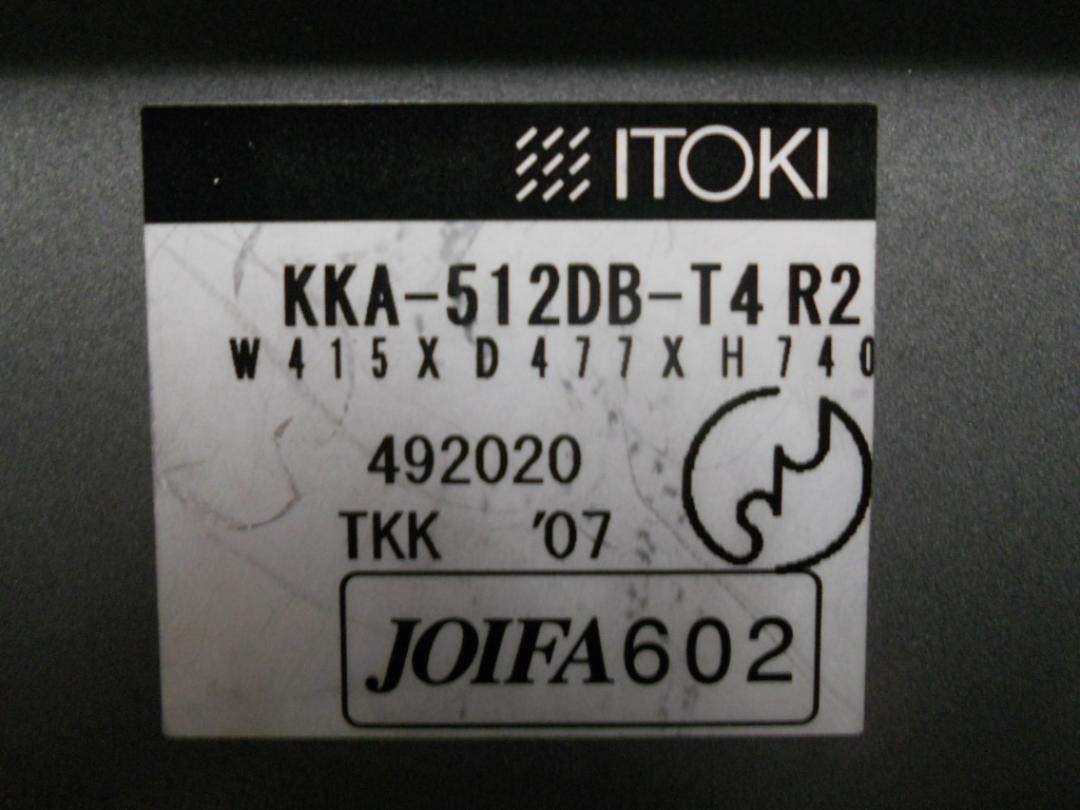 ITOKI
KKA-512DB-T4 R2
W415XD477XH740
492020
TKK '07
JOIFA602